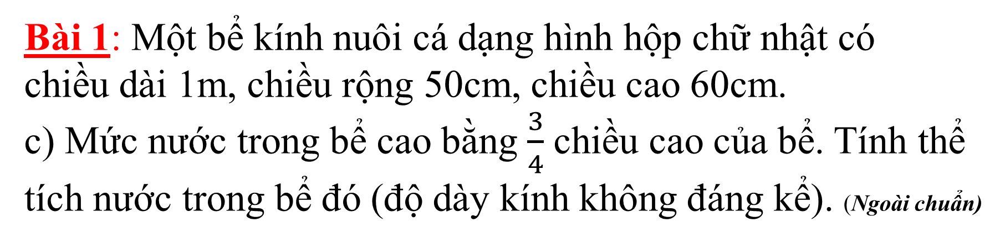 Bài 1: Một bể kính nuôi cá dạng hình hộp chữ nhật có
chiều dài 1m, chiều rộng 50cm, chiều cao 60cm.
c) Mức nước trong bể cao bằng 3/4 chiều cao của bể. Tính thể
tích nước trong bể đó (độ dày kính không đáng kể). (Ngoài chuẩn)